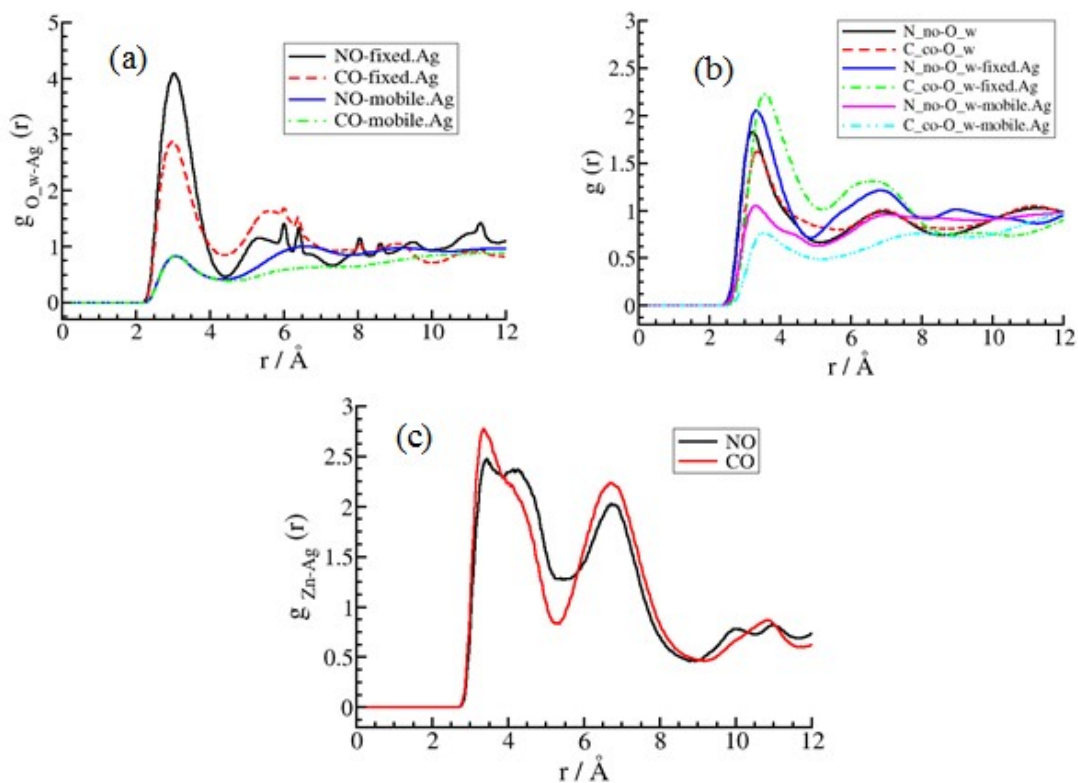 (a)
NO-fixed.Ag
CO-fixed.Ag
NO-mobile.Ag
CO-mobile.Ag
g O_w-Ag (r)
5
4
3
2
1
0
0 2 4 6 8 10 12
r / Å
(b)
N_no-O_w
C_co-O_w
N_no-O_w-fixed.Ag
C_co-O_w-fixed.Ag
N_no-O_w-mobile.Ag
C_co-O_w-mobile.Ag
g (r)
3
2.5
2
1.5
1
0.5
0
0 2 4 6 8 10 12
r / Å
(c)
NO
CO
g Zn-Ag (r)
3
2.5
2
1.5
1
0.5
0
0 2 4 6 8 10 12
r / Å